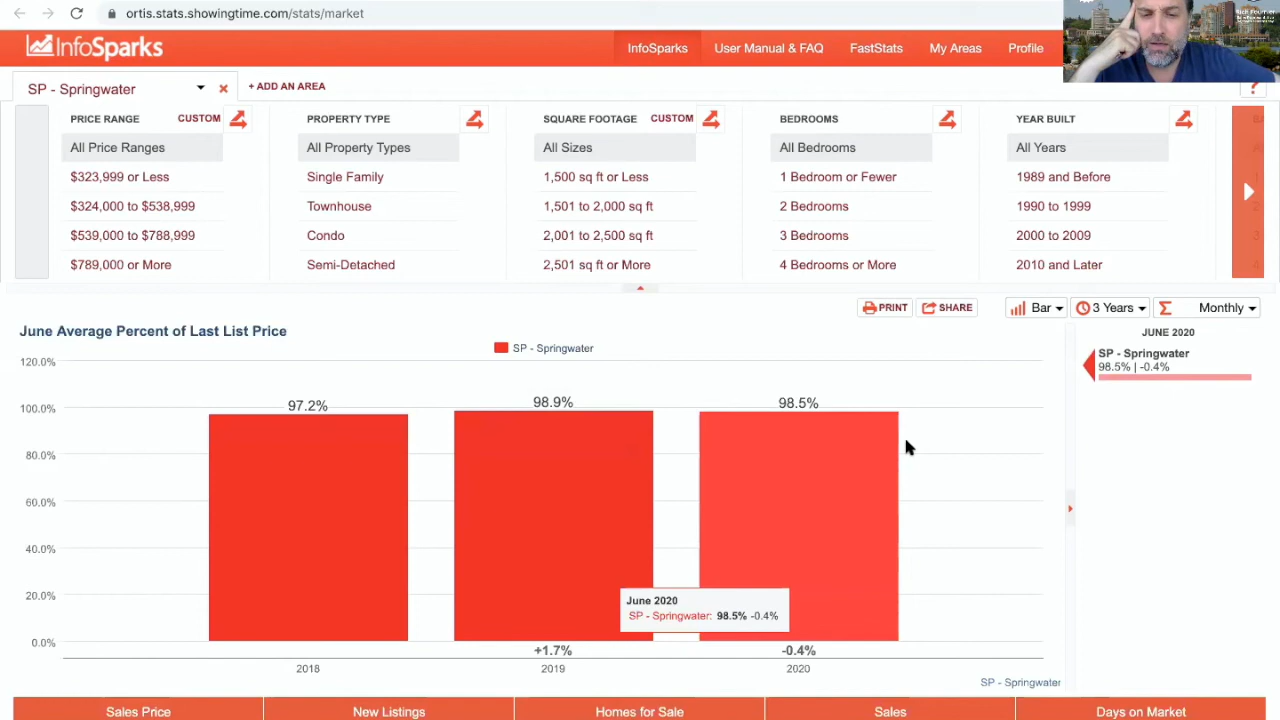 ortis.stats.showingtime.com/stats/market
InfoSparks
InfoSparks
User Manual & FAQ
FastStats
My Areas
Profile
SP - Springwater
+ ADD AN AREA
?
PRICE RANGE CUSTOM
All Price Ranges
$323,999 or Less
$324,000 to $538,999
$539,000 to $788,999
$789,000 or More
PROPERTY TYPE
All Property Types
Single Family
Townhouse
Condo
Semi-Detached
SQUARE FOOTAGE CUSTOM
All Sizes
1,500 sq ft or Less
1,501 to 2,000 sq ft
2,001 to 2,500 sq ft
2,501 sq ft or More
BEDROOMS
All Bedrooms
1 Bedroom or Fewer
2 Bedrooms
3 Bedrooms
4 Bedrooms or More
YEAR BUILT
All Years
1989 and Before
1990 to 1999
2000 to 2009
2010 and Later
PRINT
SHARE
Bar
3 Years
Σ Monthly
June Average Percent of Last List Price
SP - Springwater
JUNE 2020
SP - Springwater
98.5% | -0.4%
120.0%
100.0%
80.0%
60.0%
40.0%
20.0%
0.0%
97.2%
98.9%
98.5%
June 2020
SP - Springwater: 98.5% -0.4%
+1.7%
-0.4%
2018
2019
2020
SP - Springwater
Sales Price
New Listings
Homes for Sale
Sales
Days on Market